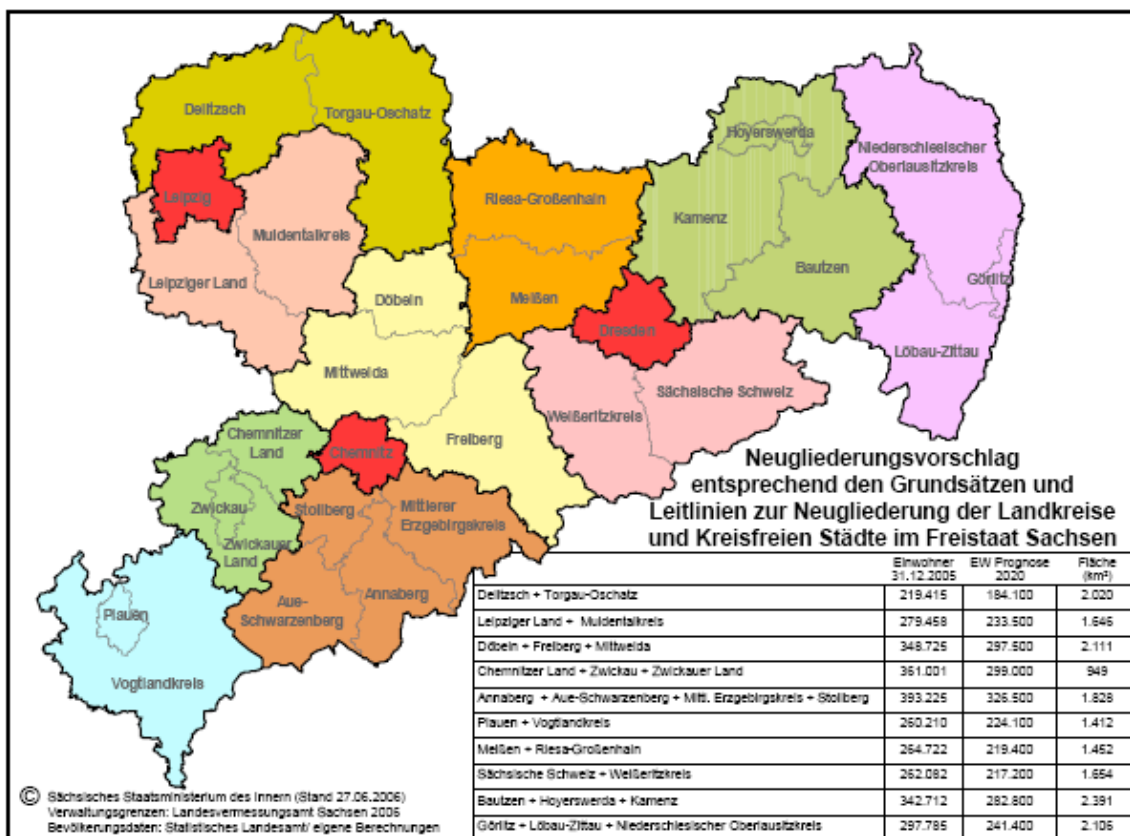 Delitzsch
Torgau-Oschatz
Hoyerswerda
Niederschlesischer
Oberlausitzkreis
Leipzig
Riesa-Großenhain
Kamenz
Muldentalkreis
Bautzen
Leipziger Land
Görlitz
Döbeln
Meißen
Dresden
Löbau-Zittau
Mittweida
Sächsische Schweiz
Weißeritzkreis
Chemnitzer
Land
Freiberg
Chemnitz
Zwickau
Stollberg
Mittlerer
Erzgebirgskreis
Zwickauer
Land
Annaberg
Aue-
Schwarzenberg
Plauen
Vogtlandkreis
Neugliederungsvorschlag
entsprechend den Grundsätzen und
Leitlinien zur Neugliederung der Landkreise
und Kreisfreien Städte im Freistaat Sachsen
Einwohner 31.12.2005 EW Prognose 2020 Fläche (km²)
Delitzsch + Torgau-Oschatz 219.415 184.100 2.020
Leipziger Land + Muldentalkreis 279.458 233.500 1.646
Döbeln + Freiberg + Mittweida 348.725 297.500 2.111
Chemnitzer Land + Zwickau + Zwickauer Land 361.001 299.000 949
Annaberg + Aue-Schwarzenberg + Mittl. Erzgebirgskreis + Stollberg 393.225 326.500 1.828
Plauen + Vogtlandkreis 260.210 224.100 1.412
Meißen + Riesa-Großenhain 264.722 219.400 1.452
Sächsische Schweiz + Weißeritzkreis 262.082 217.200 1.654
Bautzen + Hoyerswerda + Kamenz 342.712 282.800 2.391
Görlitz + Löbau-Zittau + Niederschlesischer Oberlausitzkreis 297.785 241.400 2.106
© Sächsisches Staatsministerium des Innern (Stand 27.06.2006)
Verwaltungsgrenzen: Landesvermessungsamt Sachsen 2006
Bevölkerungsdaten: Statistisches Landesamt/ eigene Berechnungen